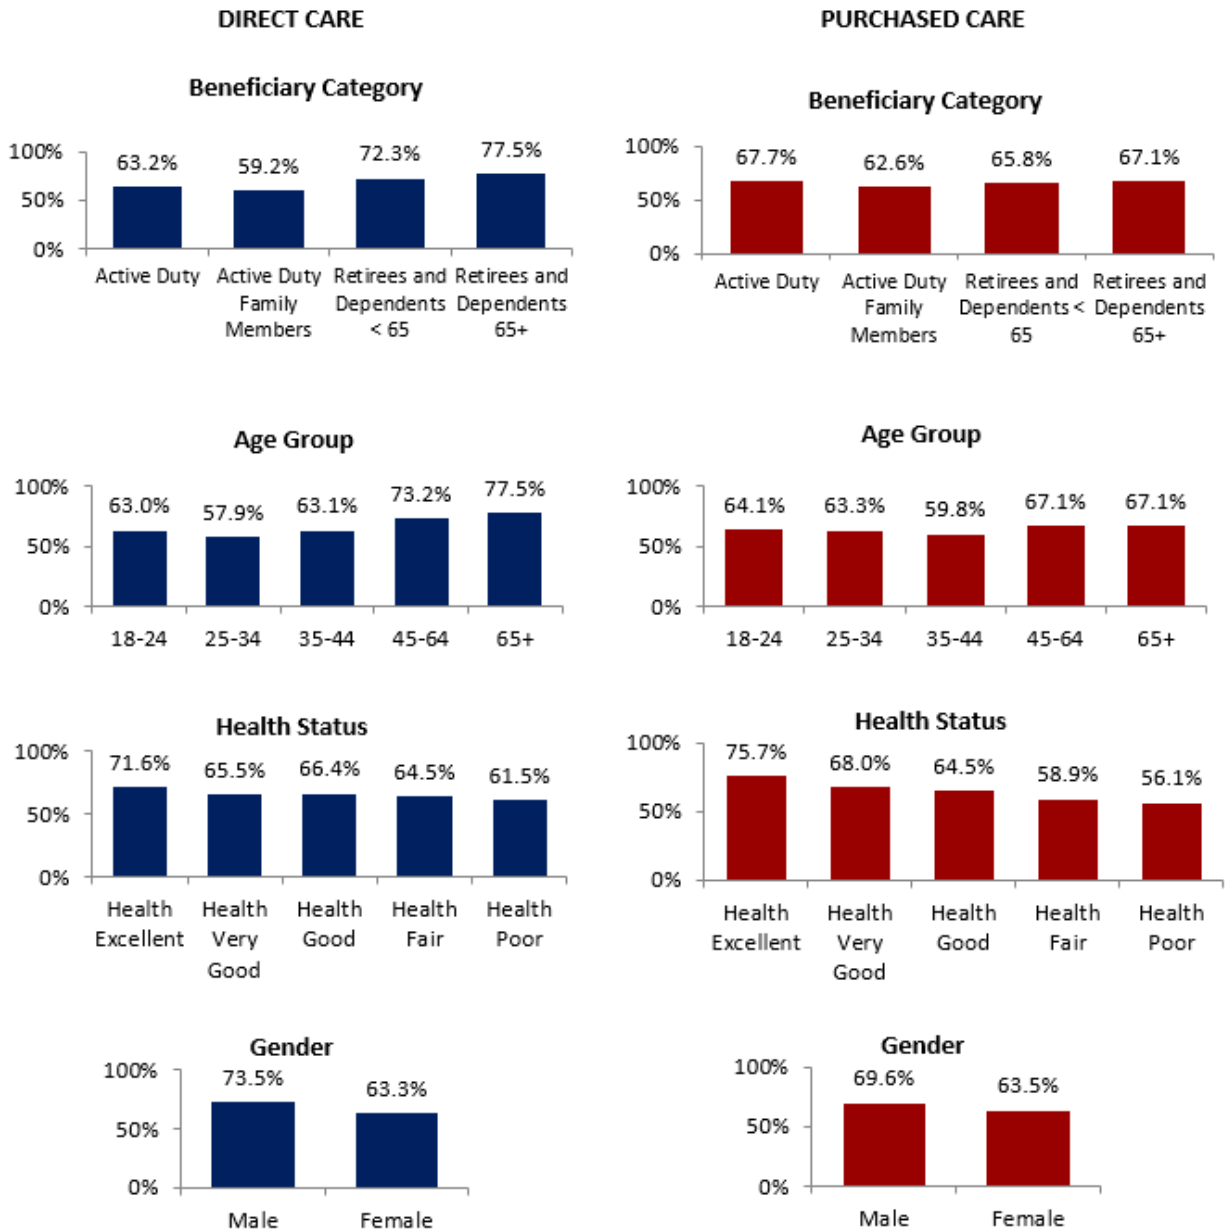 DIRECT CARE
Beneficiary Category
100%
50%
0%
63.2%
59.2%
72.3%
77.5%
Active Duty
Active Duty
Family
Members
Retirees and
Dependents
< 65
Retirees and
Dependents
65+
Age Group
100%
50%
0%
63.0%
57.9%
63.1%
73.2%
77.5%
18-24
25-34
35-44
45-64
65+
Health Status
100%
50%
0%
71.6%
65.5%
66.4%
64.5%
61.5%
Health
Excellent
Health
Very
Good
Health
Good
Health
Fair
Health
Poor
Gender
100%
50%
0%
73.5%
63.3%
Male
Female
PURCHASED CARE
Beneficiary Category
100%
50%
0%
67.7%
62.6%
65.8%
67.1%
Active Duty
Active Duty
Family
Members
Retirees and
Dependents <
65
Retirees and
Dependents
65+
Age Group
100%
50%
0%
64.1%
63.3%
59.8%
67.1%
67.1%
18-24
25-34
35-44
45-64
65+
Health Status
100%
50%
0%
75.7%
68.0%
64.5%
58.9%
56.1%
Health
Excellent
Health
Very
Good
Health
Good
Health
Fair
Health
Poor
Gender
100%
50%
0%
69.6%
63.5%
Male
Female